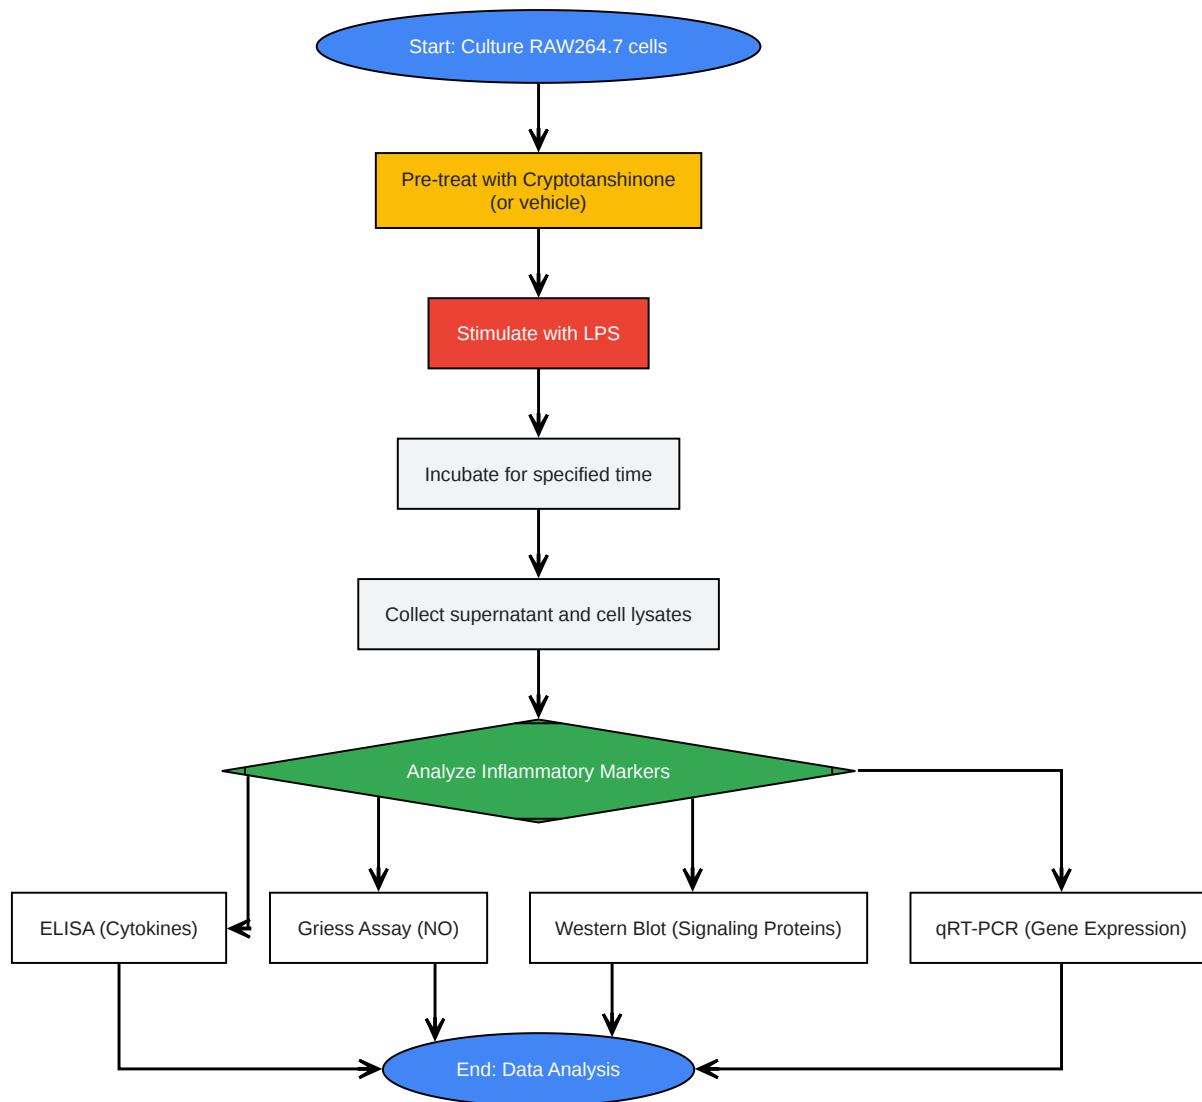 Start: Culture RAW264.7 cells
Pre-treat with Cryptotanshinone
(or vehicle)
Stimulate with LPS
Incubate for specified time
Collect supernatant and cell lysates
Analyze Inflammatory Markers
ELISA (Cytokines)
Griess Assay (NO)
Western Blot (Signaling Proteins)
qRT-PCR (Gene Expression)
End: Data Analysis